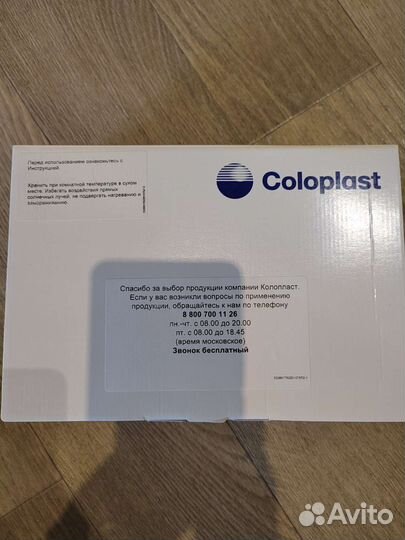 Перед использованием ознакомьтесь с
Инструкцией.
Хранить при комнатной температуре в сухом
месте. Избегать воздействия прямых
солнечных лучей, не подвергать нагреванию и
замораживанию.
Coloplast
Спасибо за выбор продукции компании Колопласт.
Если у вас возникли вопросы по применению
продукции, обращайтесь к нам по телефону
8 800 700 11 26
пн.-чт. с 08.00 до 20.00
пт. с 08.00 до 18.45
(время московское)
Звонок бесплатный
Avito